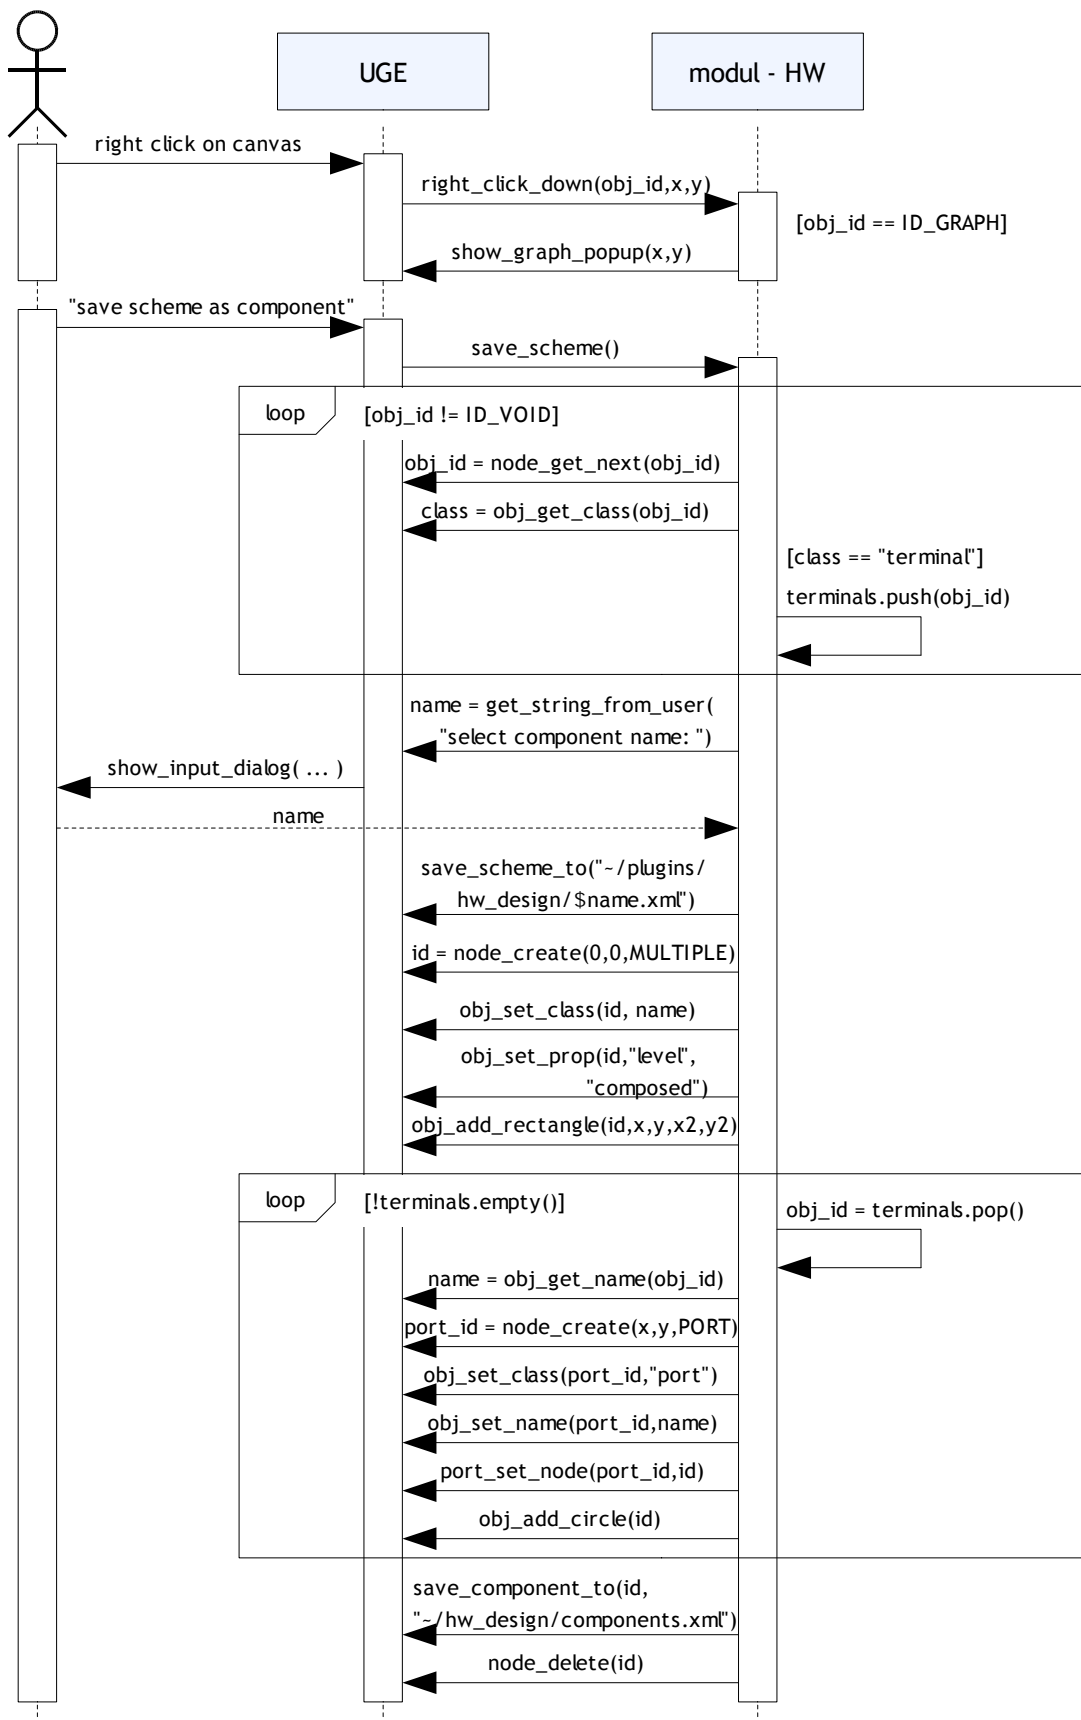 UGE
modul - HW
right click on canvas
right_click_down(obj_id,x,y)
[obj_id == ID_GRAPH]
show_graph_popup(x,y)
"save scheme as component"
save_scheme()
loop
[obj_id != ID_VOID]
obj_id = node_get_next(obj_id)
class = obj_get_class(obj_id)
[class == "terminal"]
terminals.push(obj_id)
name = get_string_from_user(
"select component name: ")
show_input_dialog( ... )
name
save_scheme_to("~/plugins/
hw_design/$name.xml")
id = node_create(0,0,MULTIPLE)
obj_set_class(id, name)
obj_set_prop(id,"level",
"composed")
obj_add_rectangle(id,x,y,x2,y2)
loop
[!terminals.empty()]
obj_id = terminals.pop()
name = obj_get_name(obj_id)
port_id = node_create(x,y,PORT)
obj_set_class(port_id,"port")
obj_set_name(port_id,name)
port_set_node(port_id,id)
obj_add_circle(id)
save_component_to(id,
"~/hw_design/components.xml")
node_delete(id)